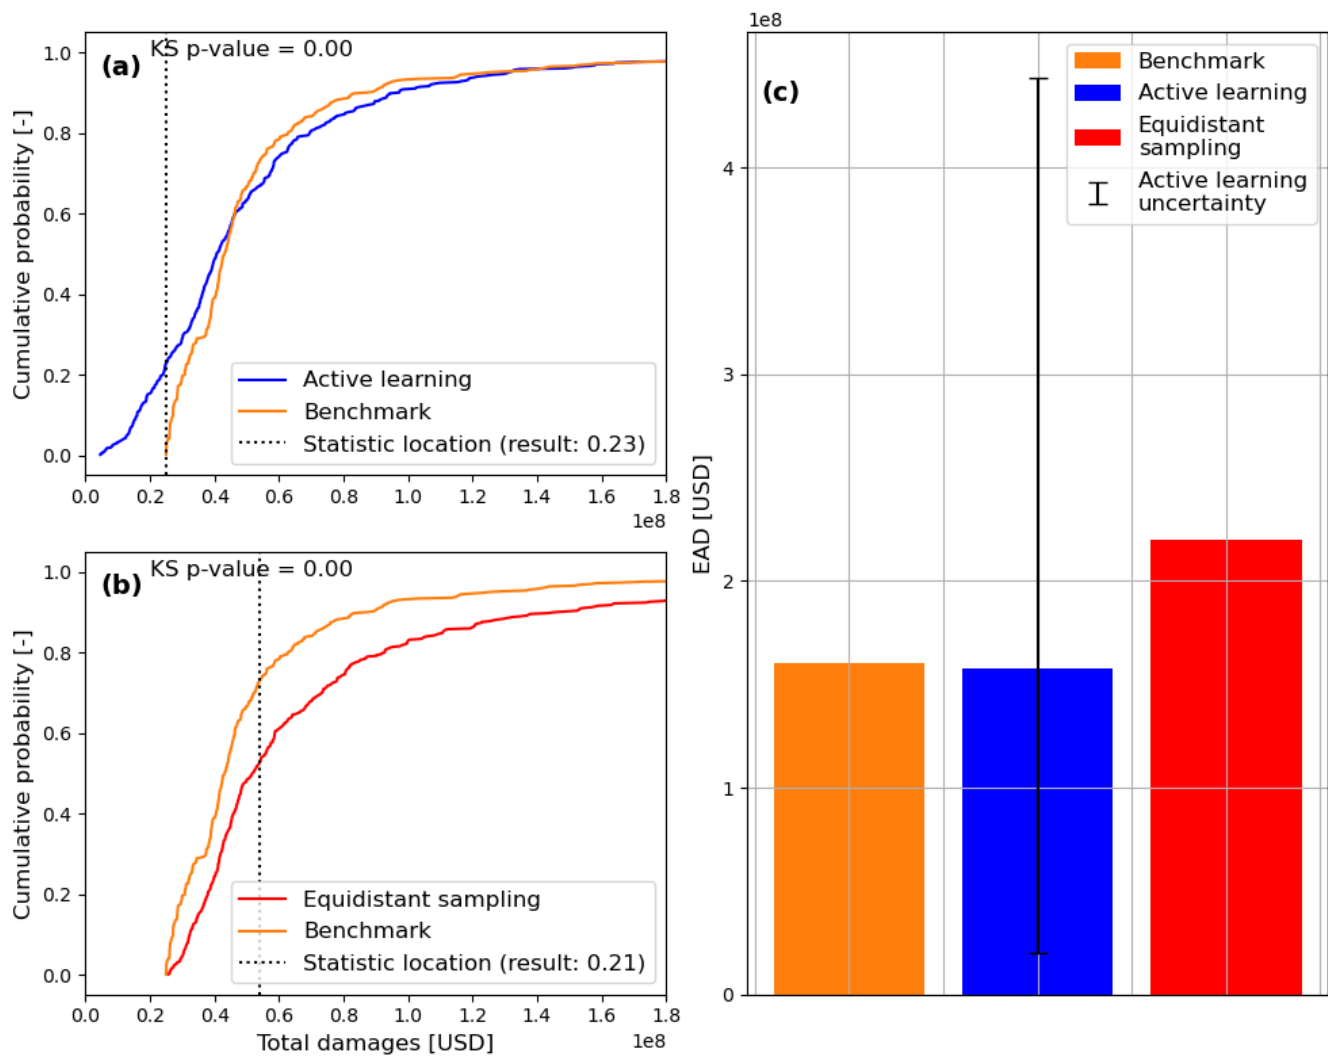 (a)
KS p-value = 0.00
Cumulative probability [-]
1.0
0.8
0.6
0.4
0.2
0.0
Active learning
Benchmark
Statistic location (result: 0.23)
0.0 0.2 0.4 0.6 0.8 1.0 1.2 1.4 1.6 1.8
1e8
(b)
KS p-value = 0.00
Cumulative probability [-]
1.0
0.8
0.6
0.4
0.2
0.0
Equidistant sampling
Benchmark
Statistic location (result: 0.21)
0.0 0.2 0.4 0.6 0.8 1.0 1.2 1.4 1.6 1.8
Total damages [USD]
1e8
1e8
(c)
EAD [USD]
4
3
2
1
0
Benchmark
Active learning
Equidistant
sampling
Active learning
uncertainty